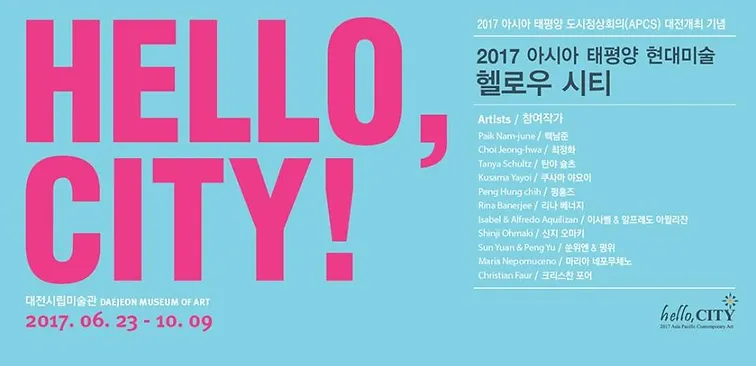 HELLO,
CITY!
대전시립미술관 DAEJEON MUSEUM OF ART
2017. 06. 23 - 10. 09
2017 아시아 태평양 도시정상회의(APCS) 대전개최 기념
2017 아시아 태평양 현대미술
헬로우 시티
Artists / 참여작가
Paik Nam-june / 백남준
Choi Jeong-hwa / 최정화
Tanya Schultz / 탄야 슐츠
Kusama Yayoi / 쿠사마 야요이
Peng Hung chih / 펑홍즈
Rina Banerjee / 리나 베너지
Isabel & Alfredo Aquilizan / 이사벨 & 알프레도 아퀼리잔
Shinji Ohmaki / 신지 오마키
Sun Yuan & Peng Yu / 쑨위엔 & 펑위
Maria Nepomuceno / 마리아 네포무체노
Christian Faur / 크리스찬 포어
hello, CITY
2017 Asia Pacific Contemporary Art